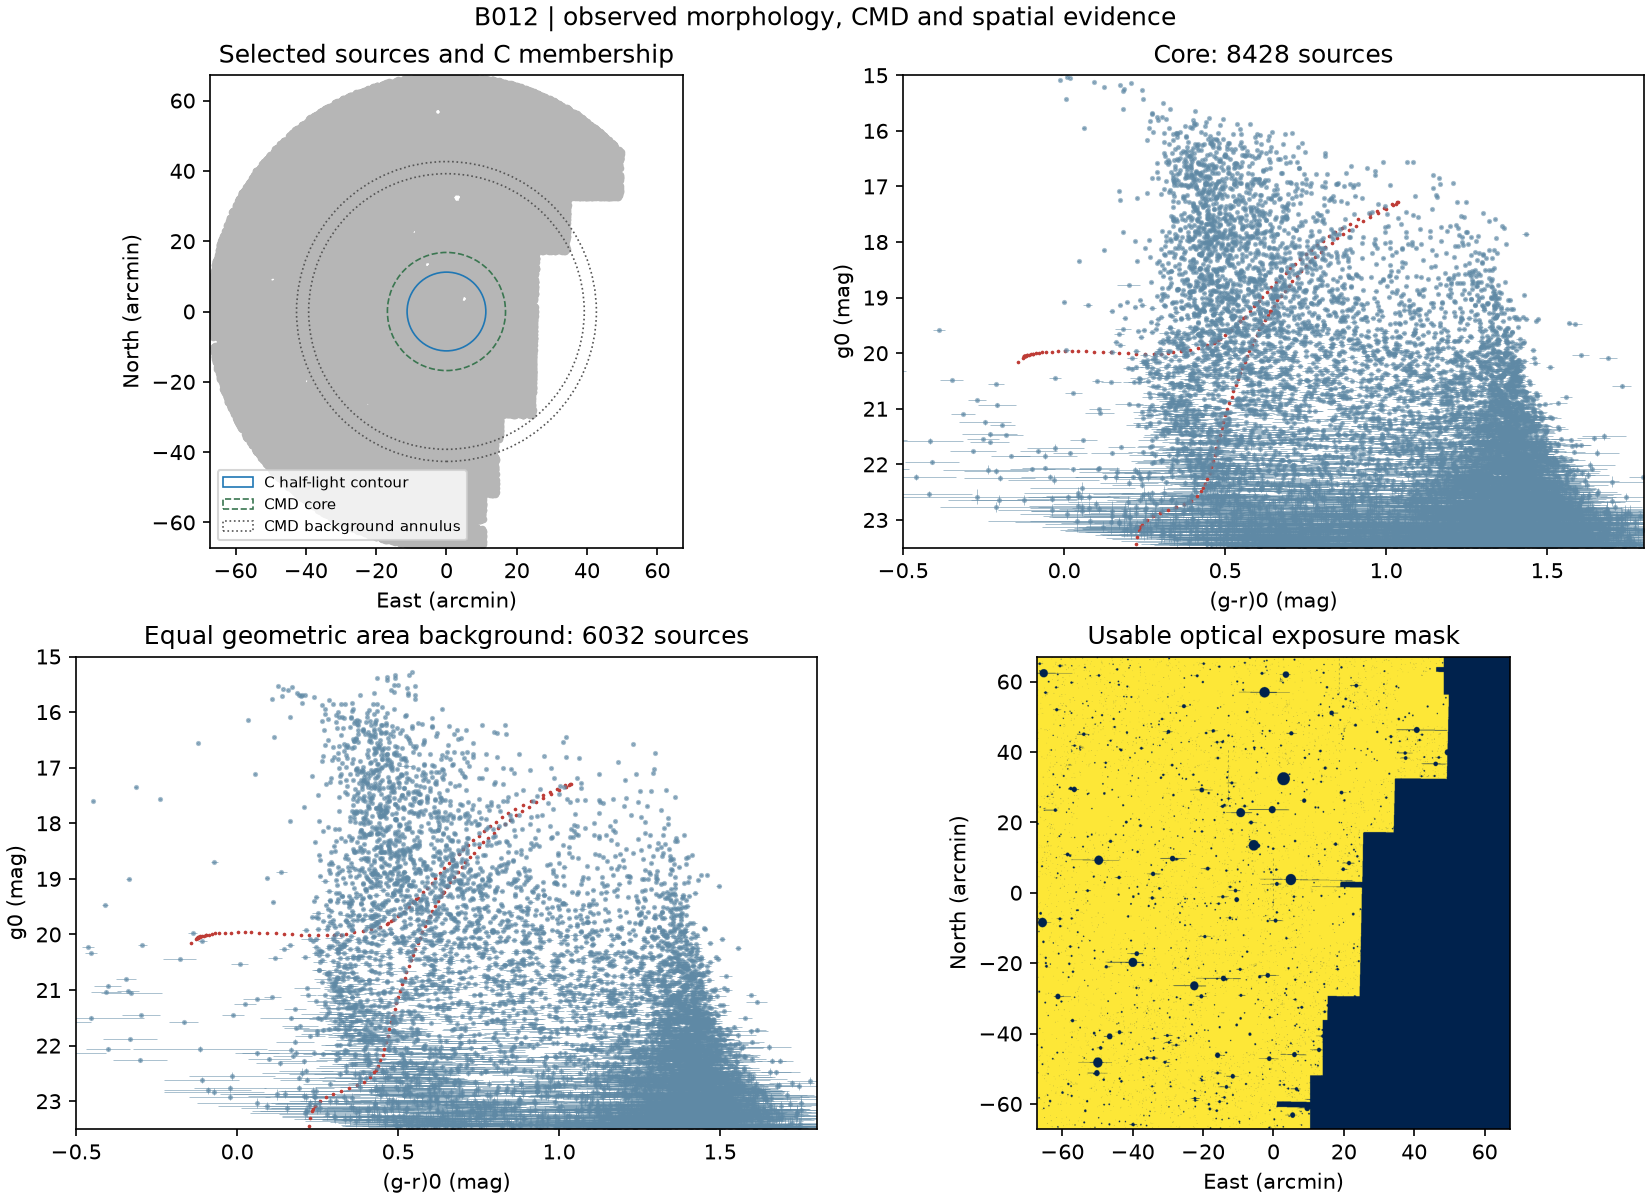 B012 | observed morphology, CMD and spatial evidence
Selected sources and C membership
60
40
20
0
−20
−40
−60
North (arcmin)
C half-light contour
CMD core
CMD background annulus
−60 −40 −20 0 20 40 60
East (arcmin)
Core: 8428 sources
15
16
17
18
19
20
21
22
23
g0 (mag)
−0.5 0.0 0.5 1.0 1.5
(g-r)0 (mag)
Equal geometric area background: 6032 sources
15
16
17
18
19
20
21
22
23
g0 (mag)
−0.5 0.0 0.5 1.0 1.5
(g-r)0 (mag)
Usable optical exposure mask
60
40
20
0
−20
−40
−60
North (arcmin)
−60 −40 −20 0 20 40 60
East (arcmin)